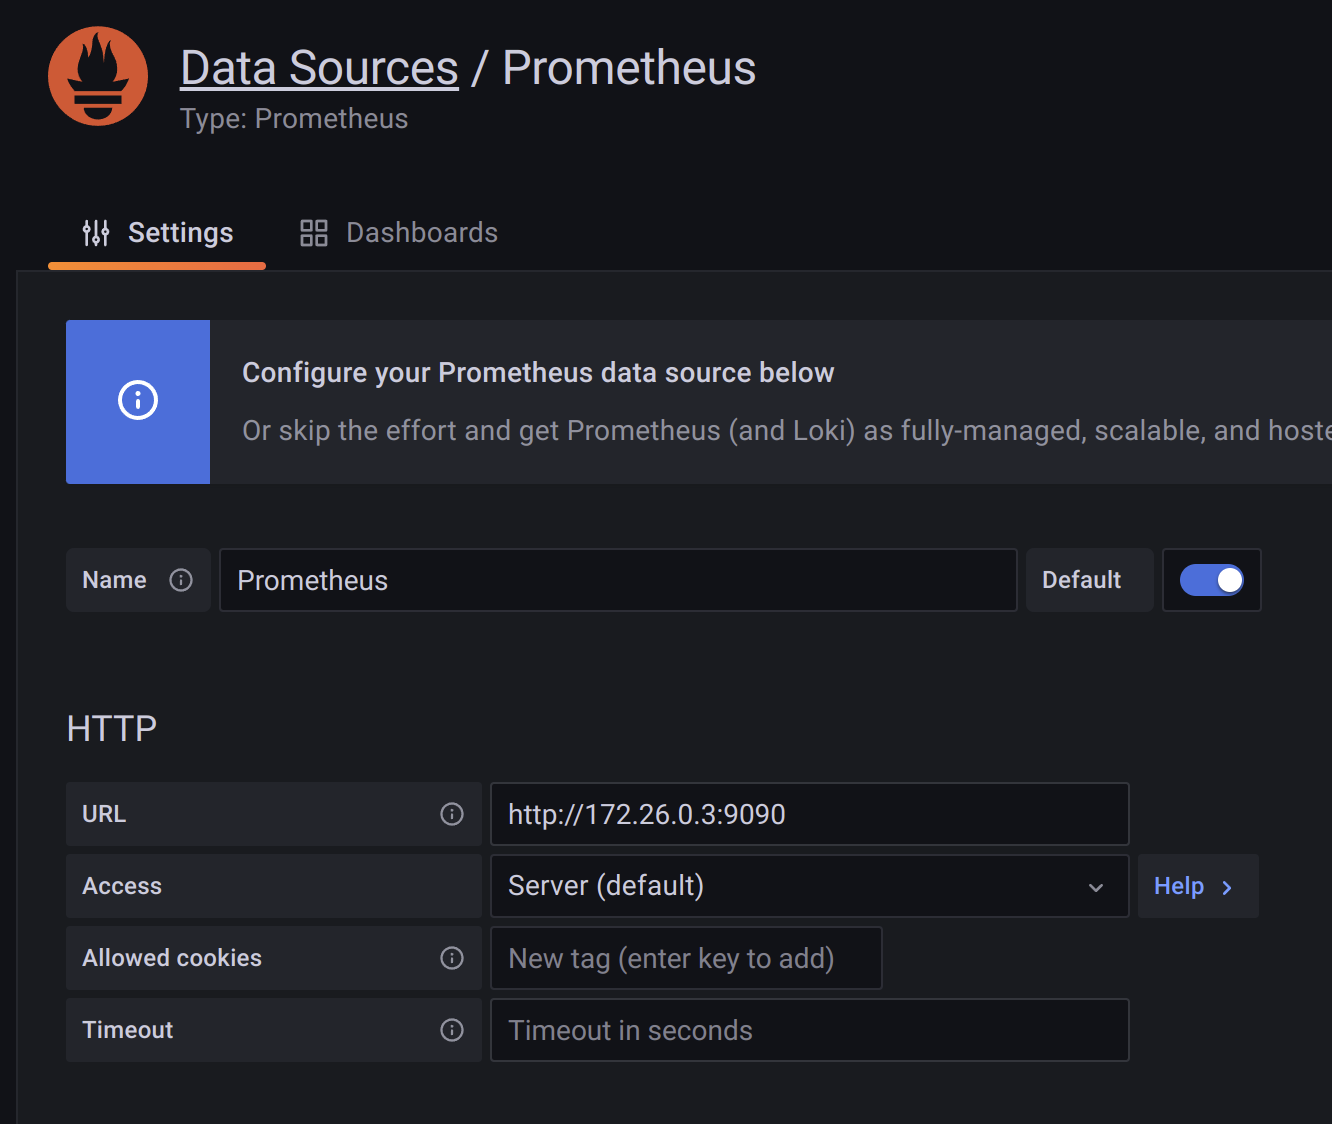 Data Sources / Prometheus
Type: Prometheus
Settings Dashboards
Configure your Prometheus data source below
Or skip the effort and get Prometheus (and Loki) as fully-managed, scalable, and hoste
Name Prometheus Default
HTTP
URL http://172.26.0.3:9090
Access Server (default) Help
Allowed cookies New tag (enter key to add)
Timeout Timeout in seconds